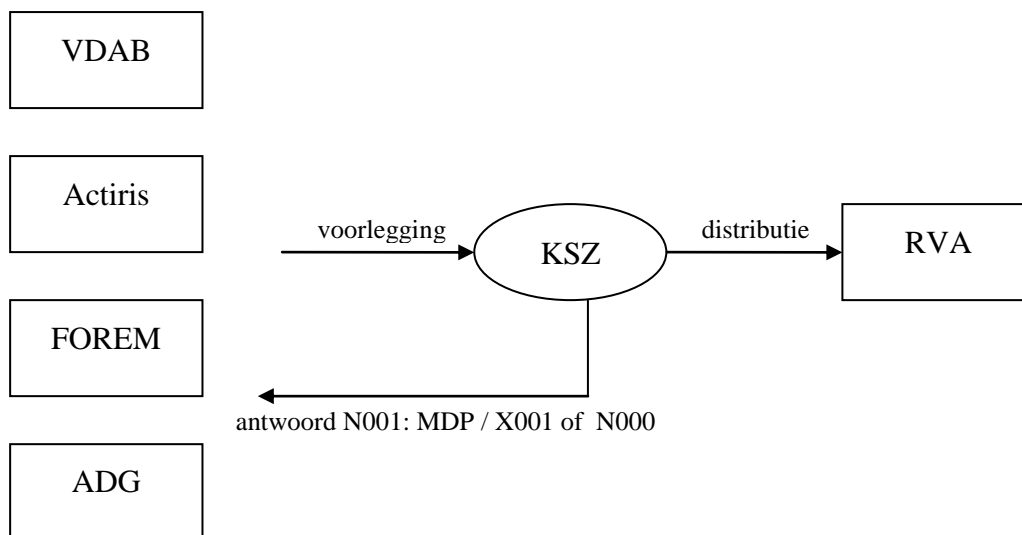 VDAB
Actiris
voorlegging
KSZ
distributie
RVA
FOREM
antwoord N001: MDP / X001 of N000
ADG